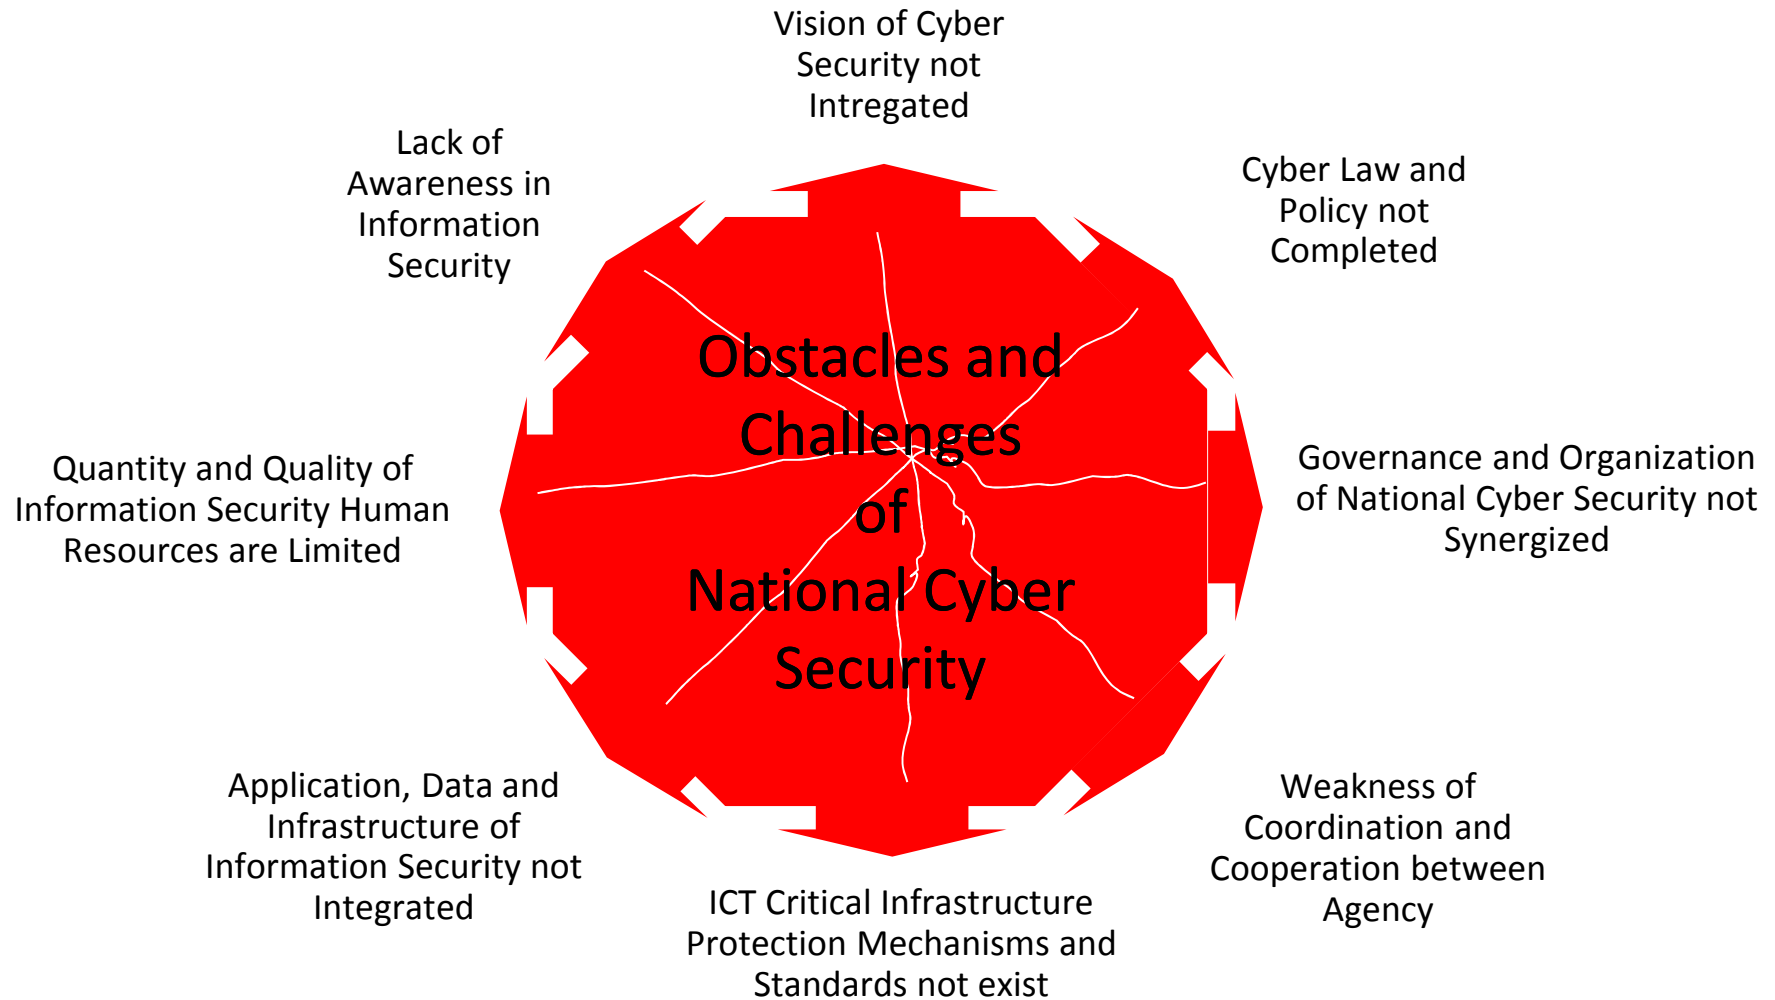 Vision of Cyber
Security not
Intregated
Lack of
Awareness in
Information
Security
Cyber Law and
Policy not
Completed
Obstacles and
Challenges
of
National Cyber
Security
Quantity and Quality of
Information Security Human
Resources are Limited
Governance and Organization
of National Cyber Security not
Synergized
Application, Data and
Infrastructure of
Information Security not
Integrated
Weakness of
Coordination and
Cooperation between
Agency
ICT Critical Infrastructure
Protection Mechanisms and
Standards not exist